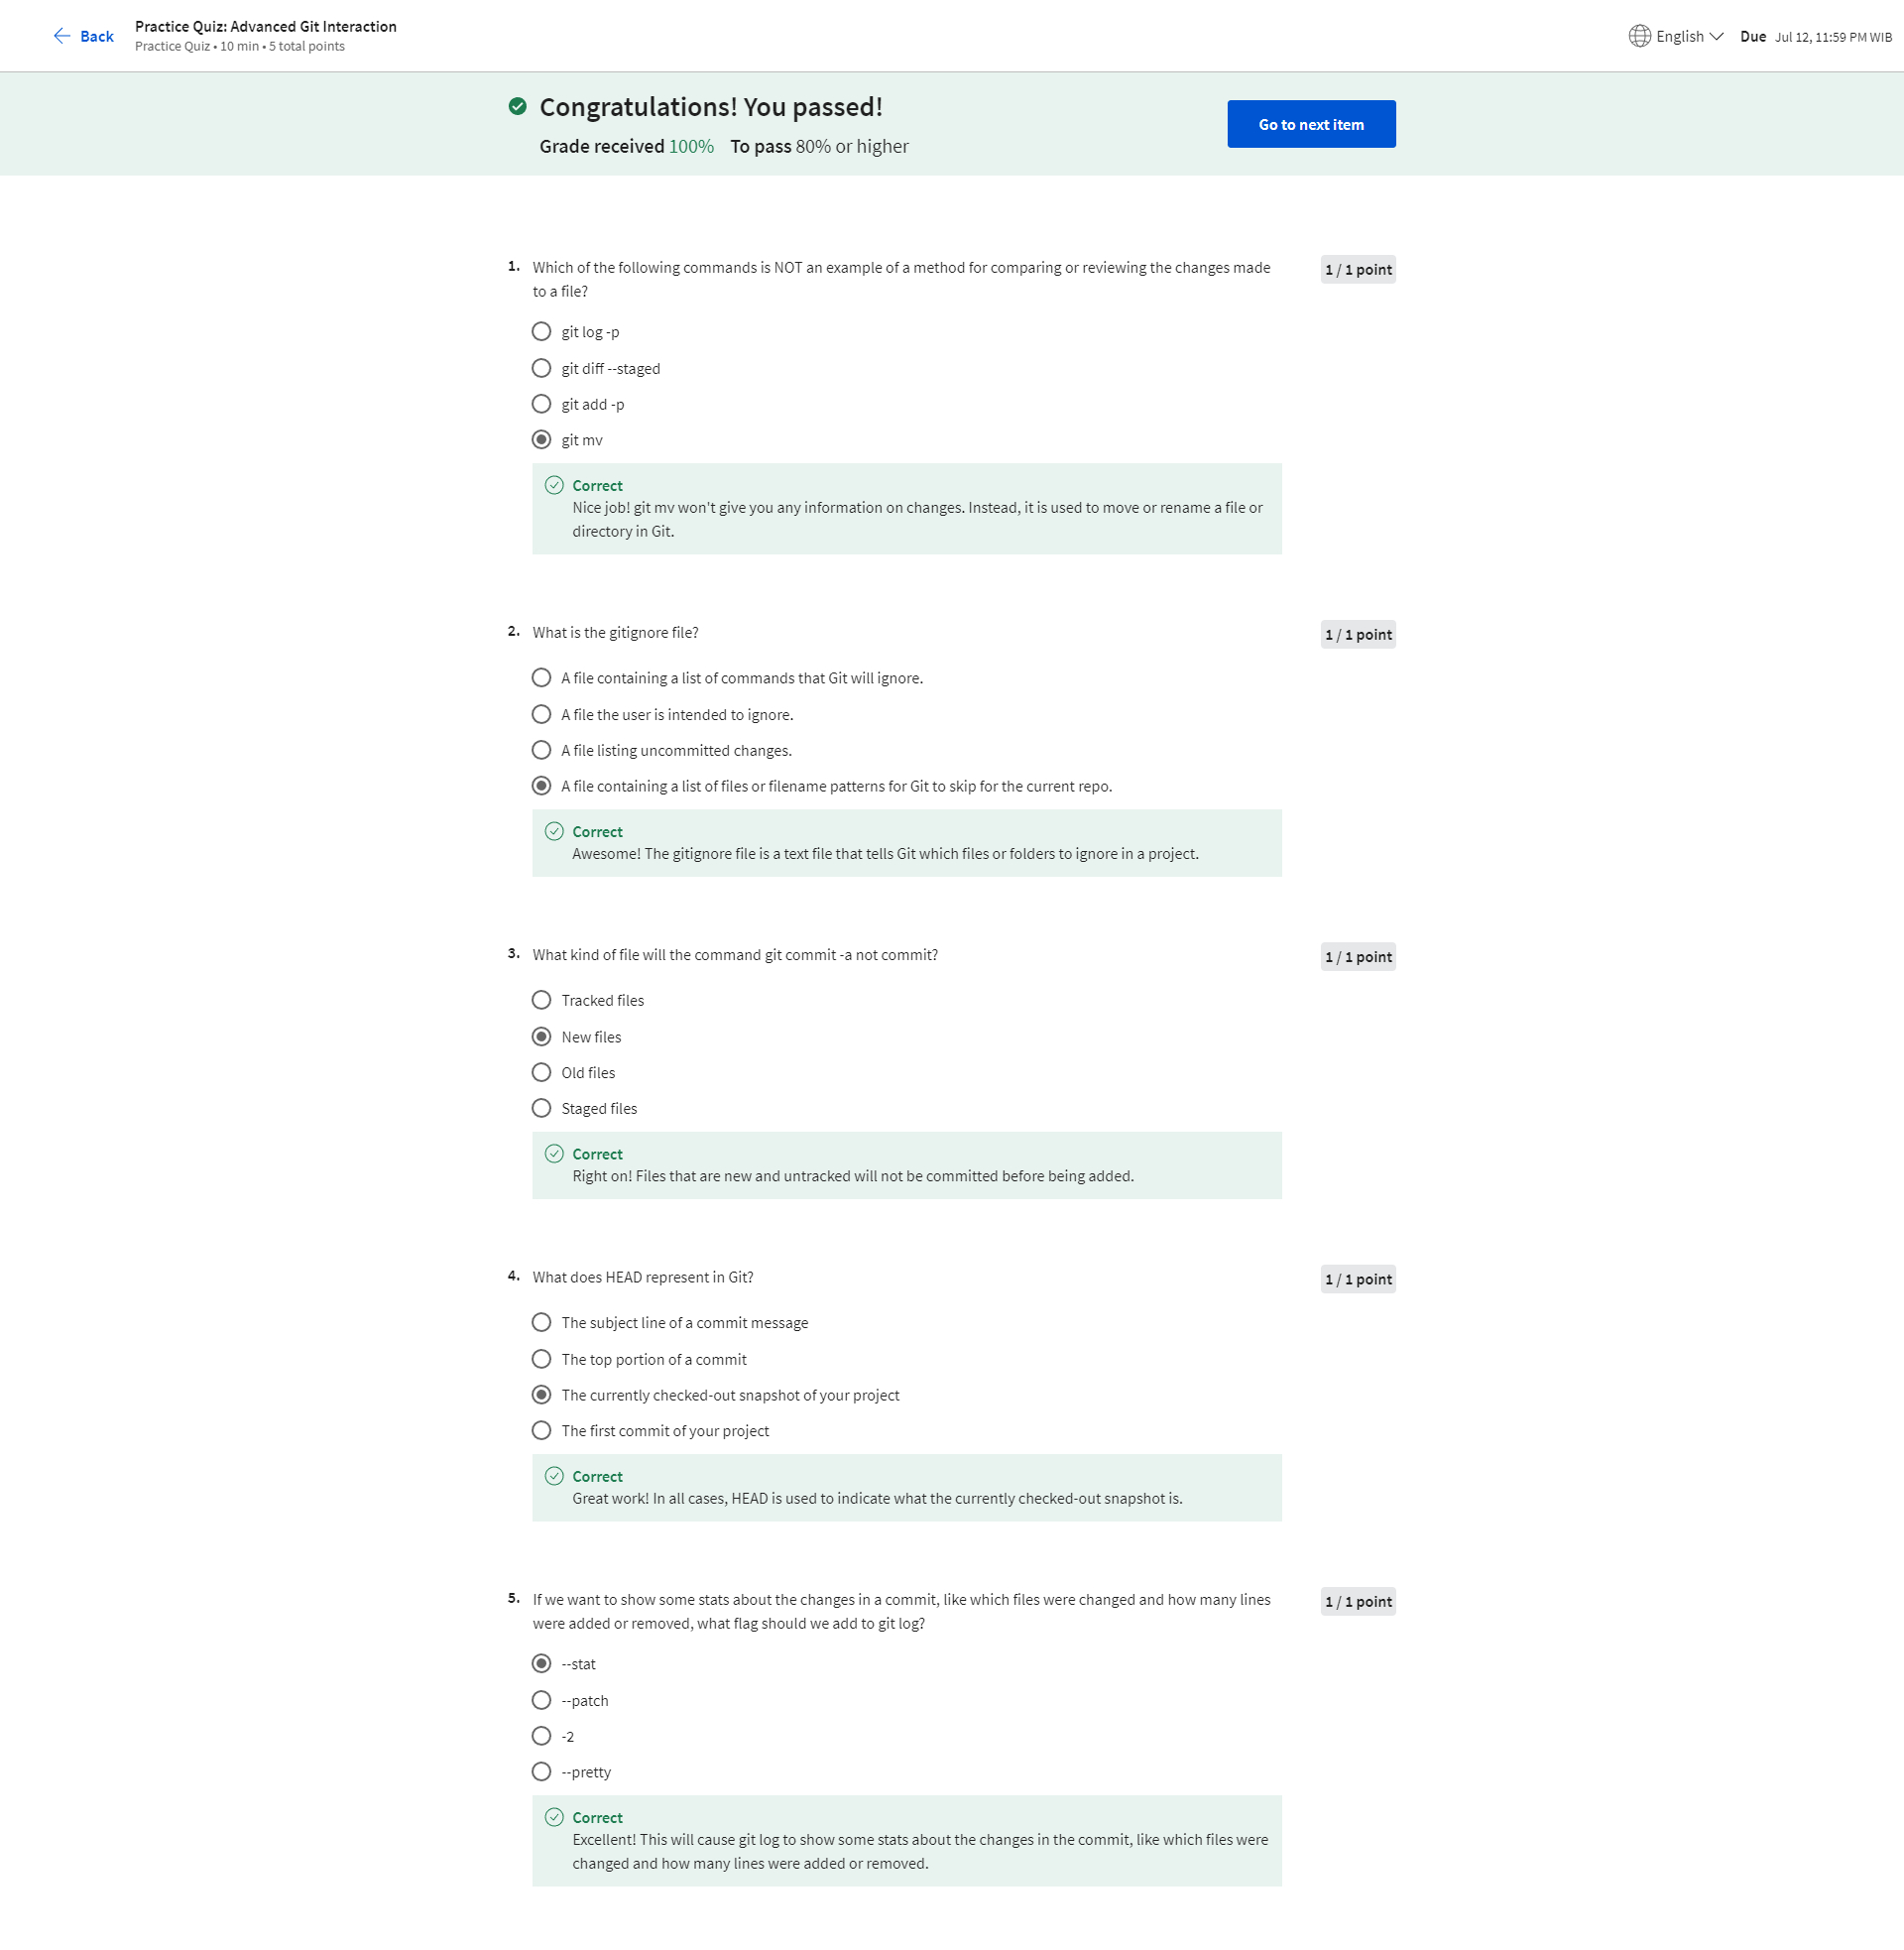 Back
Practice Quiz: Advanced Git Interaction
Practice Quiz • 10 min • 5 total points
English
Due Jul 12, 11:59 PM WIB
Congratulations! You passed!
Grade received 100% To pass 80% or higher
Go to next item
1. Which of the following commands is NOT an example of a method for comparing or reviewing the changes made
to a file?
1 / 1 point
git log -p
git diff --staged
git add -p
git mv
Correct
Nice job! git mv won't give you any information on changes. Instead, it is used to move or rename a file or
directory in Git.
2. What is the gitignore file?
1 / 1 point
A file containing a list of commands that Git will ignore.
A file the user is intended to ignore.
A file listing uncommitted changes.
A file containing a list of files or filename patterns for Git to skip for the current repo.
Correct
Awesome! The gitignore file is a text file that tells Git which files or folders to ignore in a project.
3. What kind of file will the command git commit -a not commit?
1 / 1 point
Tracked files
New files
Old files
Staged files
Correct
Right on! Files that are new and untracked will not be committed before being added.
4. What does HEAD represent in Git?
1 / 1 point
The subject line of a commit message
The top portion of a commit
The currently checked-out snapshot of your project
The first commit of your project
Correct
Great work! In all cases, HEAD is used to indicate what the currently checked-out snapshot is.
5. If we want to show some stats about the changes in a commit, like which files were changed and how many lines
were added or removed, what flag should we add to git log?
1 / 1 point
--stat
--patch
-2
--pretty
Correct
Excellent! This will cause git log to show some stats about the changes in the commit, like which files were
changed and how many lines were added or removed.